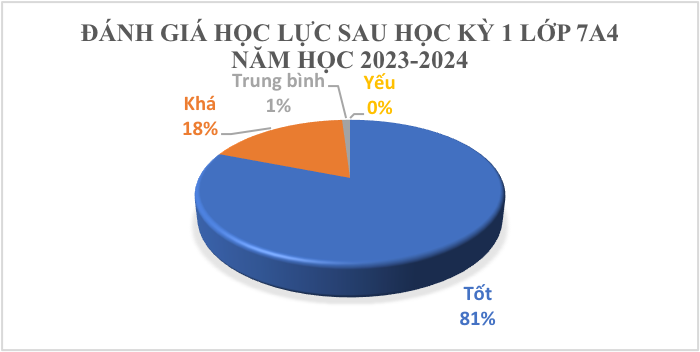 ĐÁNH GIÁ HỌC LỰC SAU HỌC KỲ 1 LỚP 7A4
NĂM HỌC 2023-2024
Trung bình
1%
Yếu
0%
Khá
18%
Tốt
81%